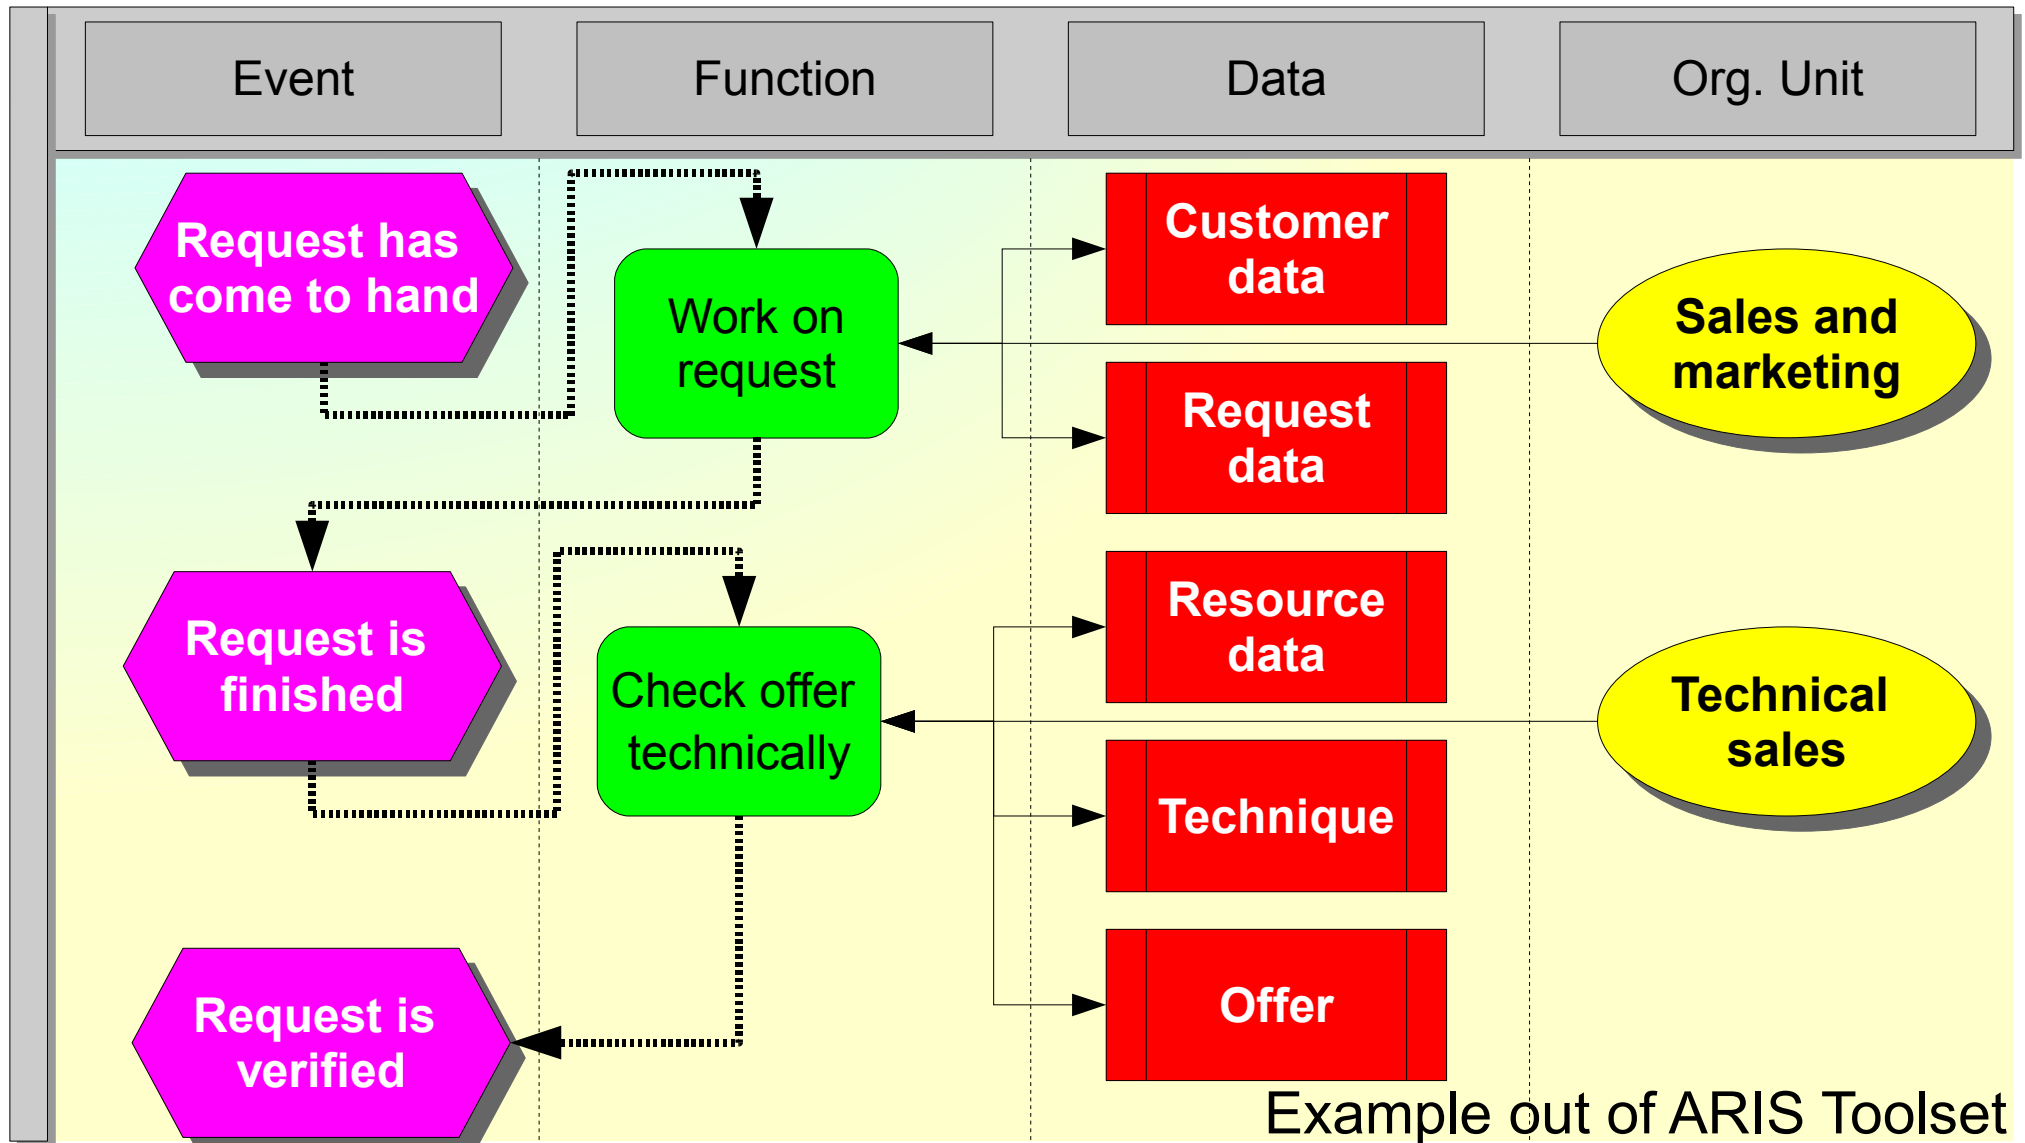 Event
Function
Data
Org. Unit
Request has
come to hand
Work on
request
Customer
data
Sales and
marketing
Request
data
Request is
finished
Check offer
technically
Resource
data
Technical
sales
Technique
Request is
verified
Offer
Example out of ARIS Toolset